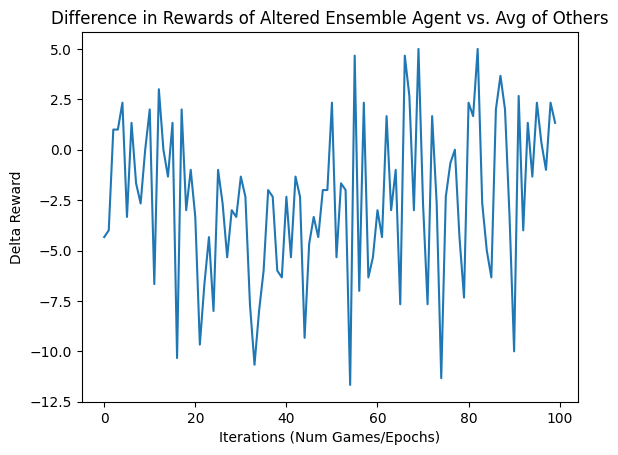 Difference in Rewards of Altered Ensemble Agent vs. Avg of Others
5.0
2.5
0.0
−2.5
−5.0
−7.5
−10.0
−12.5
Delta Reward
0 20 40 60 80 100
Iterations (Num Games/Epochs)